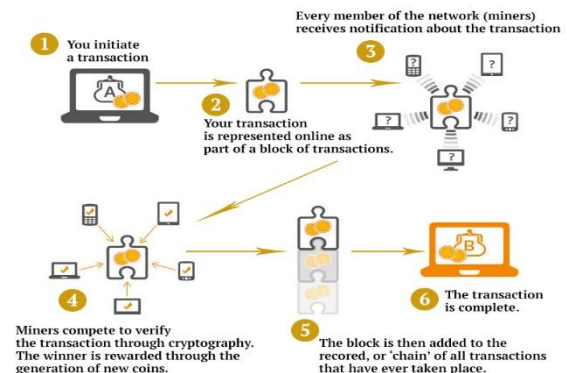 1
You initiate
a transaction
A
2
Your transaction
is represented online as
part of a block of transactions.
Every member of the network (miners)
receives notification about the transaction
3
?
?
?
?
?
4
Miners compete to verify
the transaction through cryptography.
The winner is rewarded through the
generation of new coins.
5
The block is then added to the
recored, or ‘chain’ of all transactions
that have ever taken place.
B
6
The transaction
is complete.